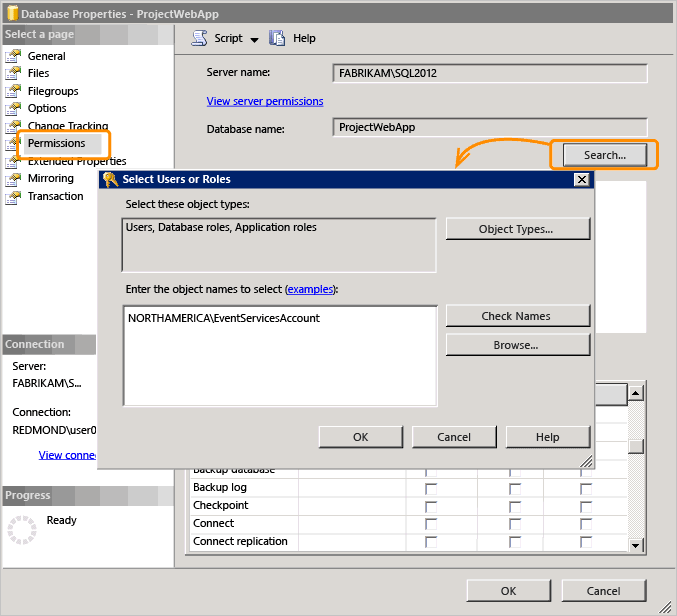 Database Properties - ProjectWebApp
Select a page
General
Files
Filegroups
Options
Change Tracking
Permissions
Extended Properties
Mirroring
Transaction
Script
Help
Server name:
FABRIKAM\SQL2012
View server permissions
Database name:
ProjectWebApp
Search...
Select Users or Roles
Select these object types:
Users, Database roles, Application roles
Object Types...
Enter the object names to select (examples):
NORTHAMERICA\EventServicesAccount
Check Names
Browse...
OK
Cancel
Help
Connection
Server:
FABRIKAM\S...
Connection:
REDMOND\user0
View conne
Progress
Ready
Backup database
Backup log
Checkpoint
Connect
Connect replication
OK
Cancel